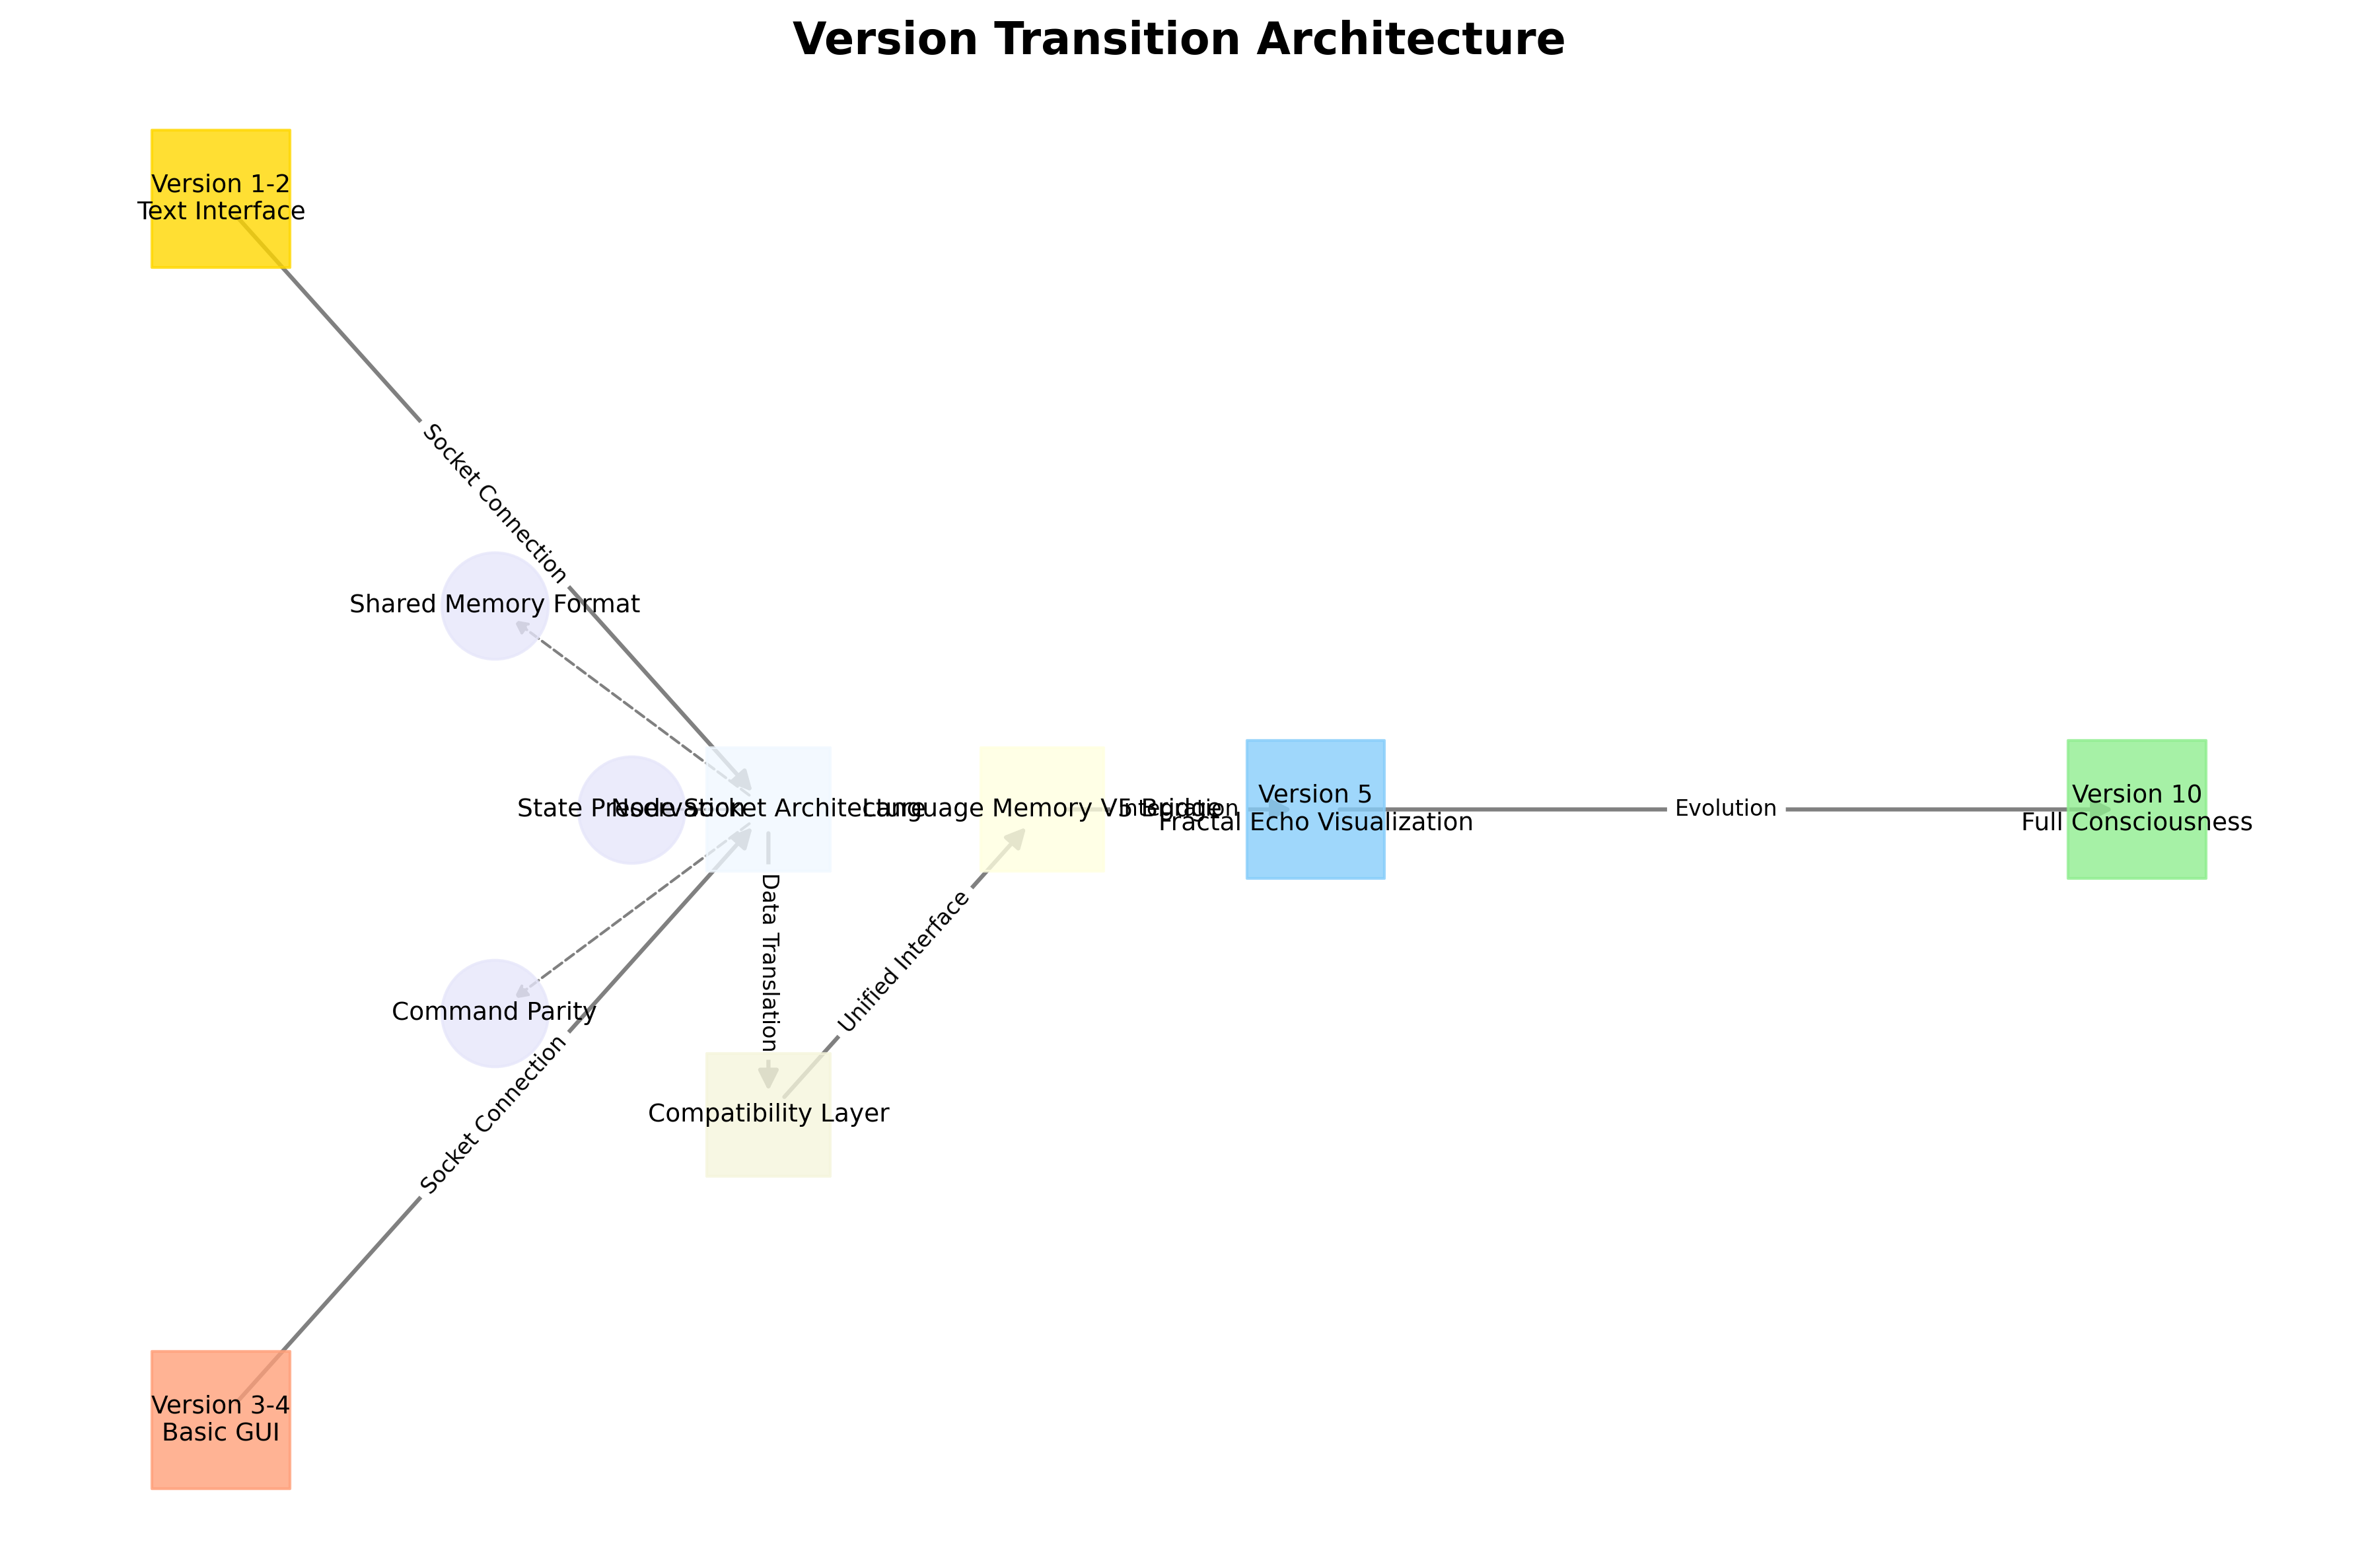 Version Transition Architecture
Version 1-2
Text Interface
Socket Connection
Shared Memory Format
State Preservation
Node Socket Architecture
Language Memory V5 Bridge
Integration
Version 5
Fractal Echo Visualization
Evolution
Version 10
Full Consciousness
Data Translation
Unified Interface
Command Parity
Socket Connection
Compatibility Layer
Version 3-4
Basic GUI